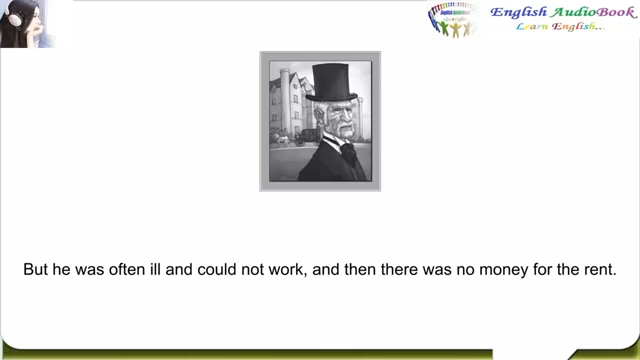 English AudioBook
Learn English...
But he was often ill and could not work, and then there was no money for the rent.